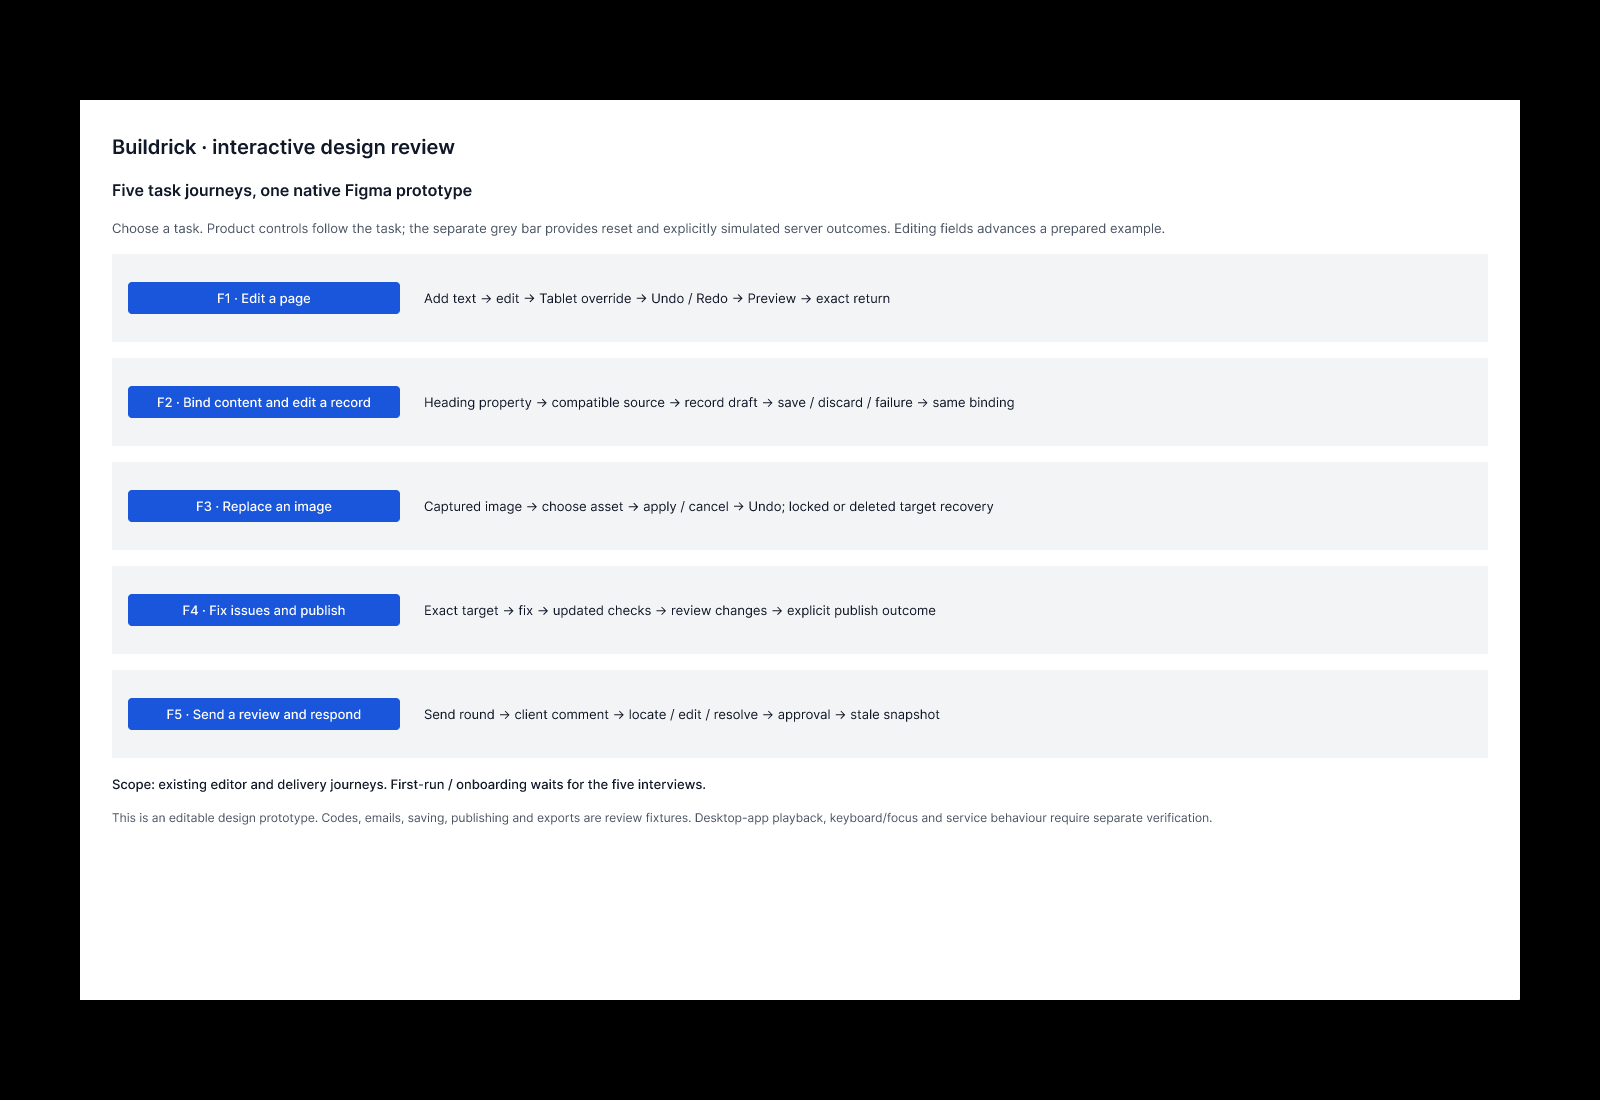 Buildrick · interactive design review
Five task journeys, one native Figma prototype
Choose a task. Product controls follow the task; the separate grey bar provides reset and explicitly simulated server outcomes. Editing fields advances a prepared example.
F1 · Edit a page
Add text → edit → Tablet override → Undo / Redo → Preview → exact return
F2 · Bind content and edit a record
Heading property → compatible source → record draft → save / discard / failure → same binding
F3 · Replace an image
Captured image → choose asset → apply / cancel → Undo; locked or deleted target recovery
F4 · Fix issues and publish
Exact target → fix → updated checks → review changes → explicit publish outcome
F5 · Send a review and respond
Send round → client comment → locate / edit / resolve → approval → stale snapshot
Scope: existing editor and delivery journeys. First-run / onboarding waits for the five interviews.
This is an editable design prototype. Codes, emails, saving, publishing and exports are review fixtures. Desktop-app playback, keyboard/focus and service behaviour require separate verification.